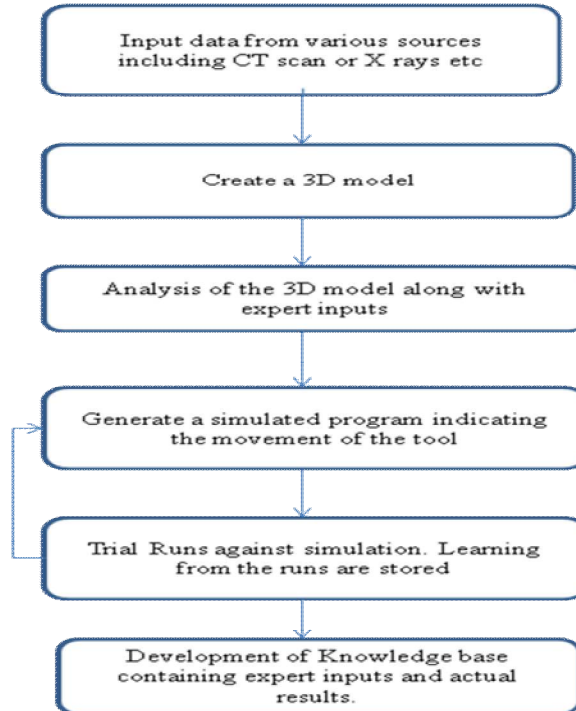 Input data from various sources
including CT scan or X rays etc
Create a 3D model
Analysis of the 3D model along with
expert inputs
Generate a simulated program indicating
the movement of the tool
Trial Runs against simulation. Learning
from the runs are stored
Development of Knowledge base
containing expert inputs and actual
results.